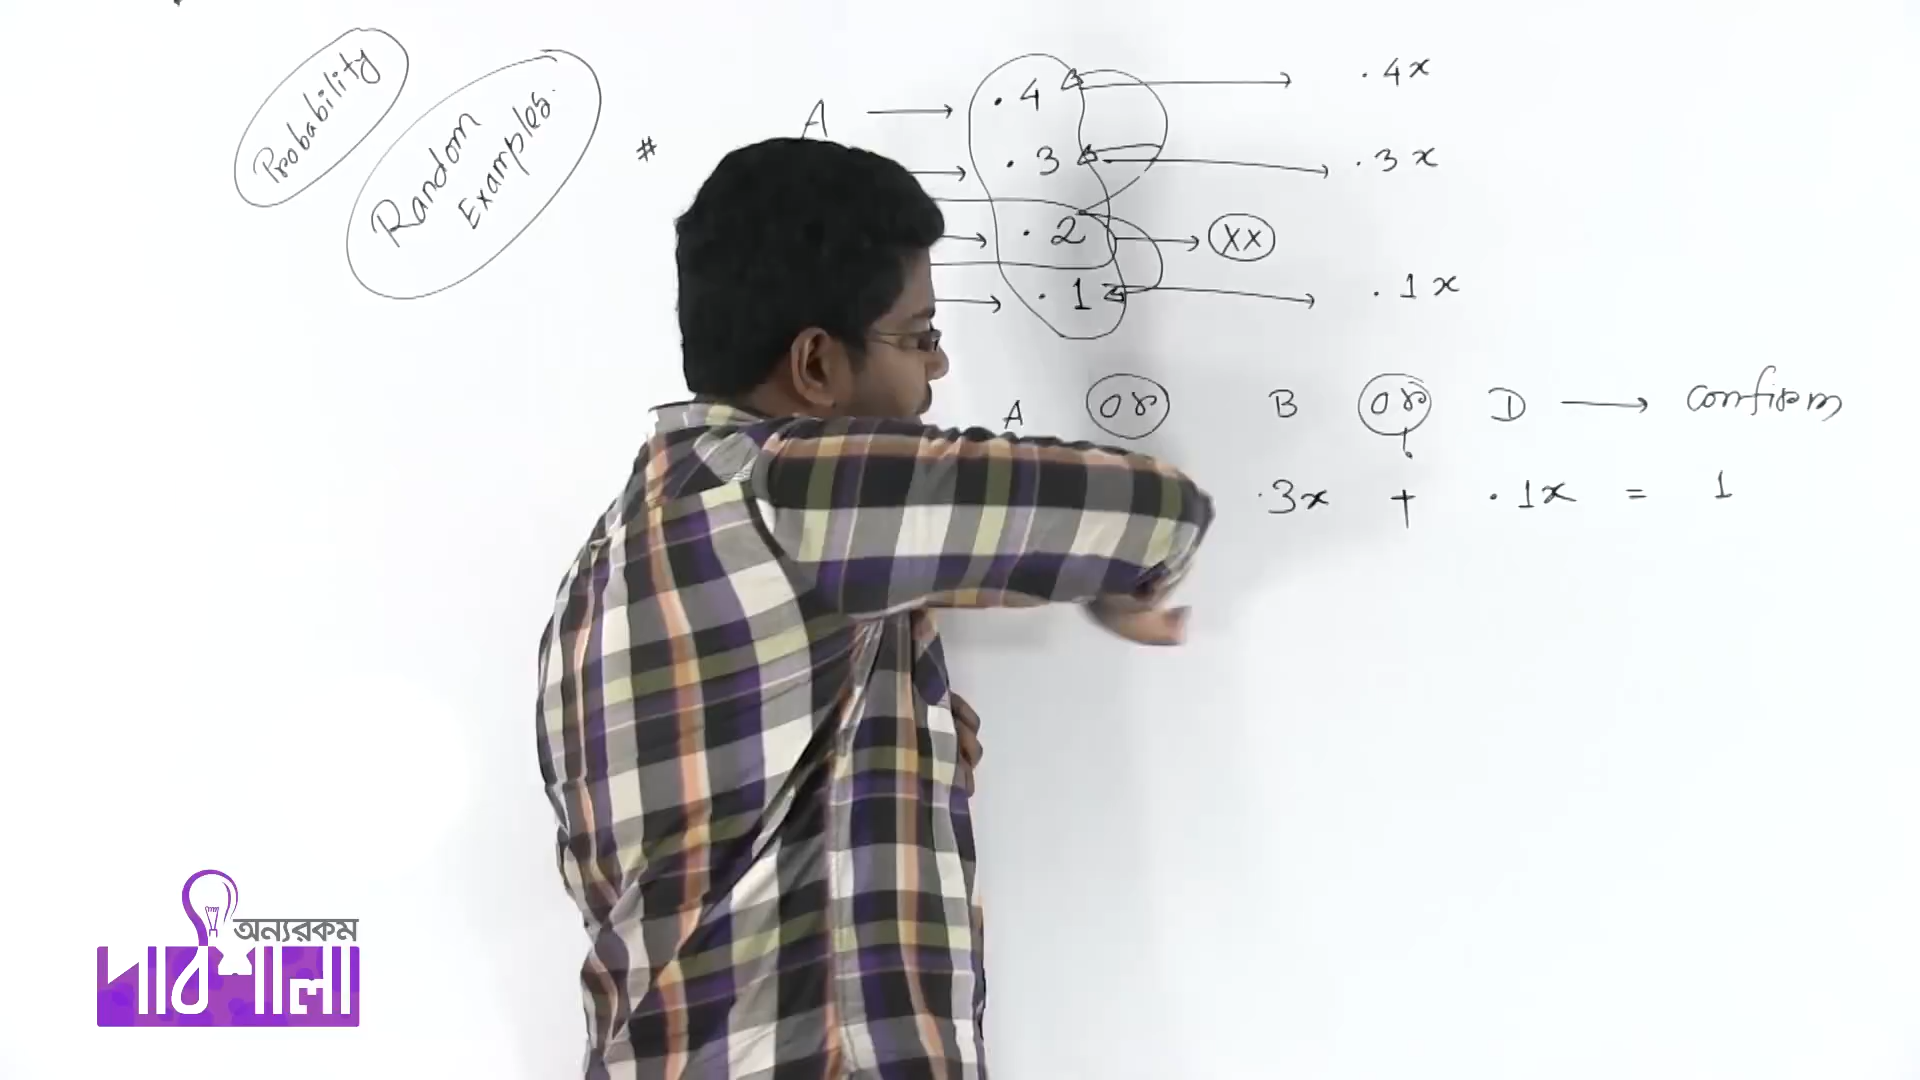 Probability
Random
Examples.
#
A → .4 → .4x
→ .3 → .3x
→ .2 → XX
→ .1 → .1x
A or B or D → confirm
.3x + .1x = 1
অন্যরকম
পাঠশালা